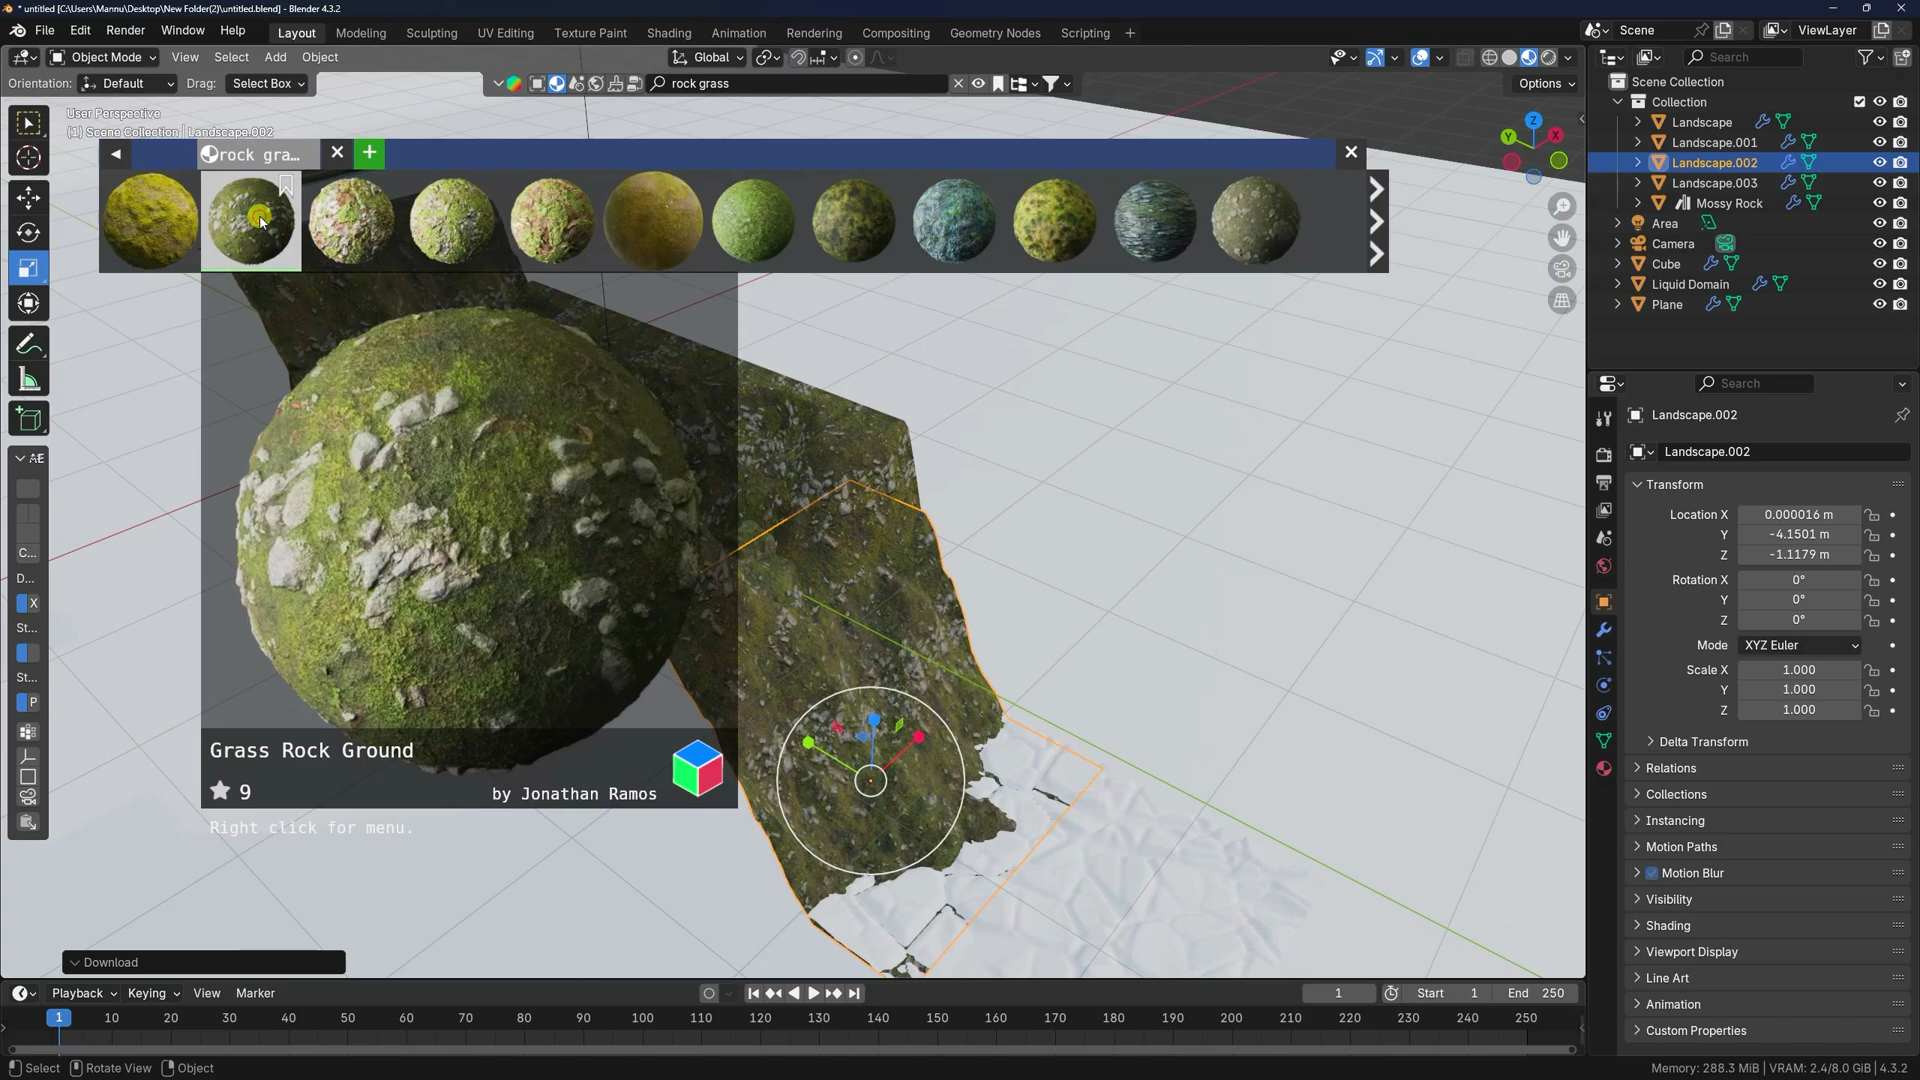 * untitled [C:\Users\Mannu\Desktop\New Folder(2)\untitled.blend] - Blender 4.3.2
File Edit Render Window Help Layout Modeling Sculpting UV Editing Texture Paint Shading Animation Rendering Compositing Geometry Nodes Scripting +
Scene ViewLayer
Object Mode View Select Add Object Global
Search
Orientation: Default Drag: Select Box rock grass Options
User Perspective
(1) Scene Collection | Landscape.002
rock gra...
Z
Y
X
Scene Collection
Collection
Landscape
Landscape.001
Landscape.002
Landscape.003
Mossy Rock
Area
Camera
Cube
Liquid Domain
Plane
Search
Landscape.002
Landscape.002
Transform
Location X 0.000016 m
Y -4.1501 m
Z -1.1179 m
Rotation X 0°
Y 0°
Z 0°
Mode XYZ Euler
Scale X 1.000
Y 1.000
Z 1.000
Delta Transform
Relations
Collections
Instancing
Motion Paths
Motion Blur
Visibility
Shading
Viewport Display
Line Art
Animation
Custom Properties
AE
C...
D...
X
St...
St...
P
Grass Rock Ground
9 by Jonathan Ramos
Right click for menu.
Download
Playback Keying View Marker 1 Start 1 End 250
1 10 20 30 40 50 60 70 80 90 100 110 120 130 140 150 160 170 180 190 200 210 220 230 240 250
Select Rotate View Object Memory: 288.3 MiB | VRAM: 2.4/8.0 GiB | 4.3.2